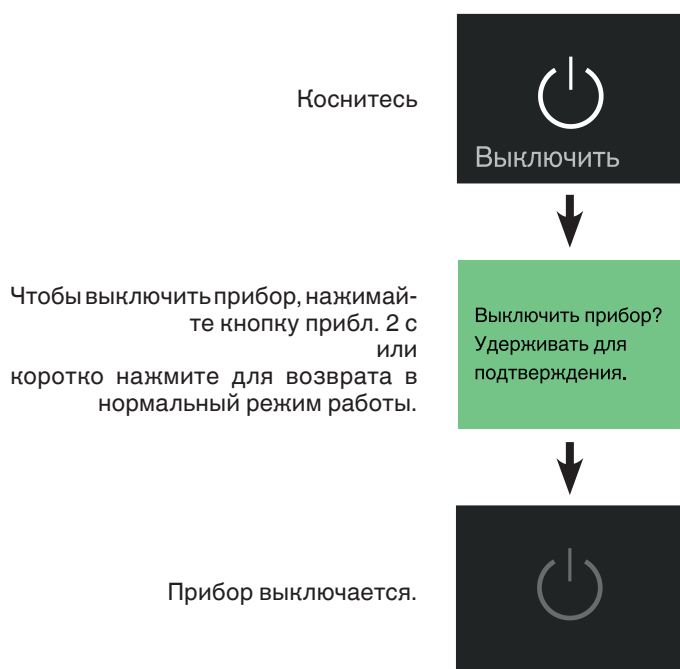 Коснитесь
Выключить
Чтобы выключить прибор, нажимай-
те кнопку прибл. 2 с
или
коротко нажмите для возврата в
нормальный режим работы.
Выключить прибор?
Удерживать для
подтверждения.
Прибор выключается.